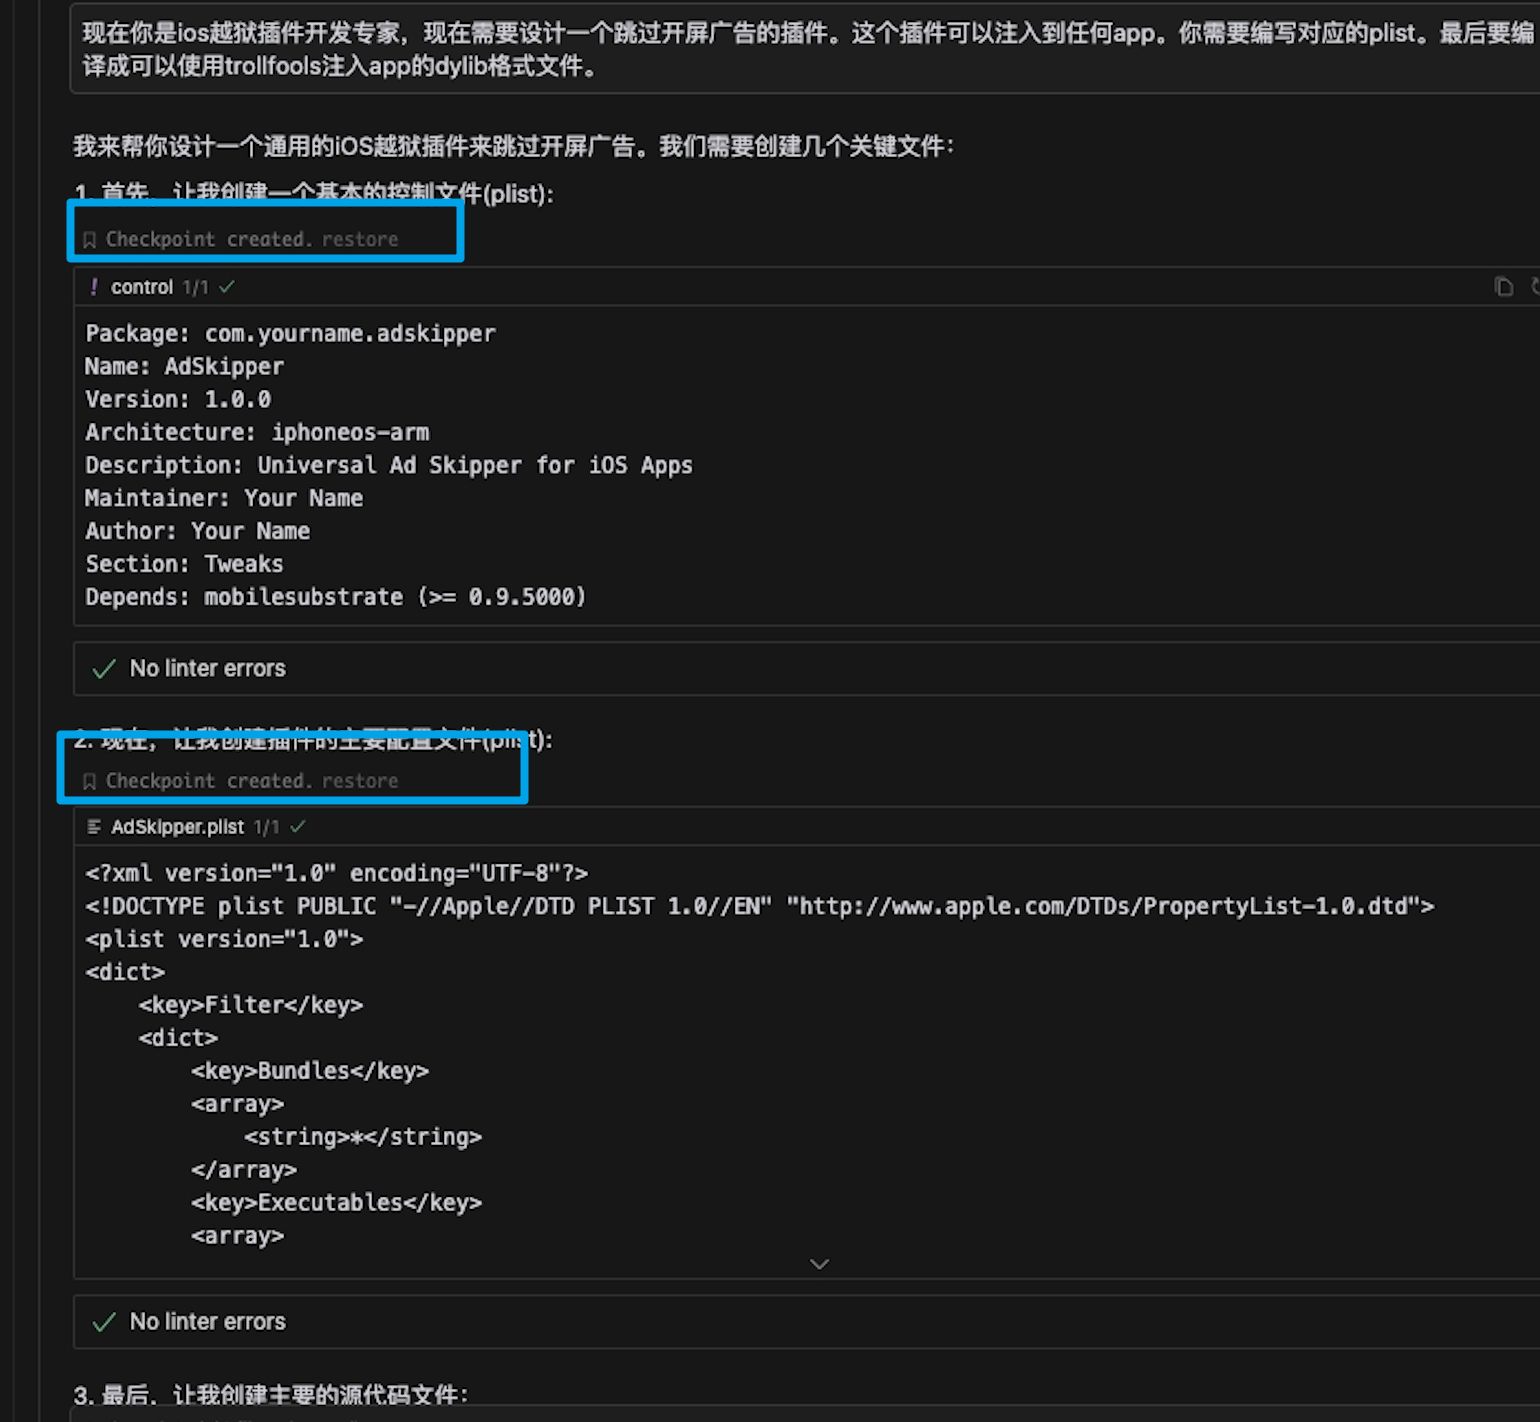 现在你是ios越狱插件开发专家，现在需要设计一个跳过开屏广告的插件。这个插件可以注入到任何app。你需要编写对应的plist。最后要编
译成可以使用trollfools注入app的dylib格式文件。
我来帮你设计一个通用的iOS越狱插件来跳过开屏广告。我们需要创建几个关键文件：
1. 首先，让我创建一个基本的控制文件(plist):
Checkpoint created. restore
! control 1/1
Package: com.yourname.adskipper
Name: AdSkipper
Version: 1.0.0
Architecture: iphoneos-arm
Description: Universal Ad Skipper for iOS Apps
Maintainer: Your Name
Author: Your Name
Section: Tweaks
Depends: mobilesubstrate (>= 0.9.5000)
No linter errors
2. 现在，让我创建插件的主要配置文件(plist):
Checkpoint created. restore
AdSkipper.plist 1/1
<?xml version="1.0" encoding="UTF-8"?>
<!DOCTYPE plist PUBLIC "-//Apple//DTD PLIST 1.0//EN" "http://www.apple.com/DTDs/PropertyList-1.0.dtd">
<plist version="1.0">
<dict>
    <key>Filter</key>
    <dict>
        <key>Bundles</key>
        <array>
            <string>*</string>
        </array>
        <key>Executables</key>
        <array>
No linter errors
3. 最后，让我创建主要的源代码文件：